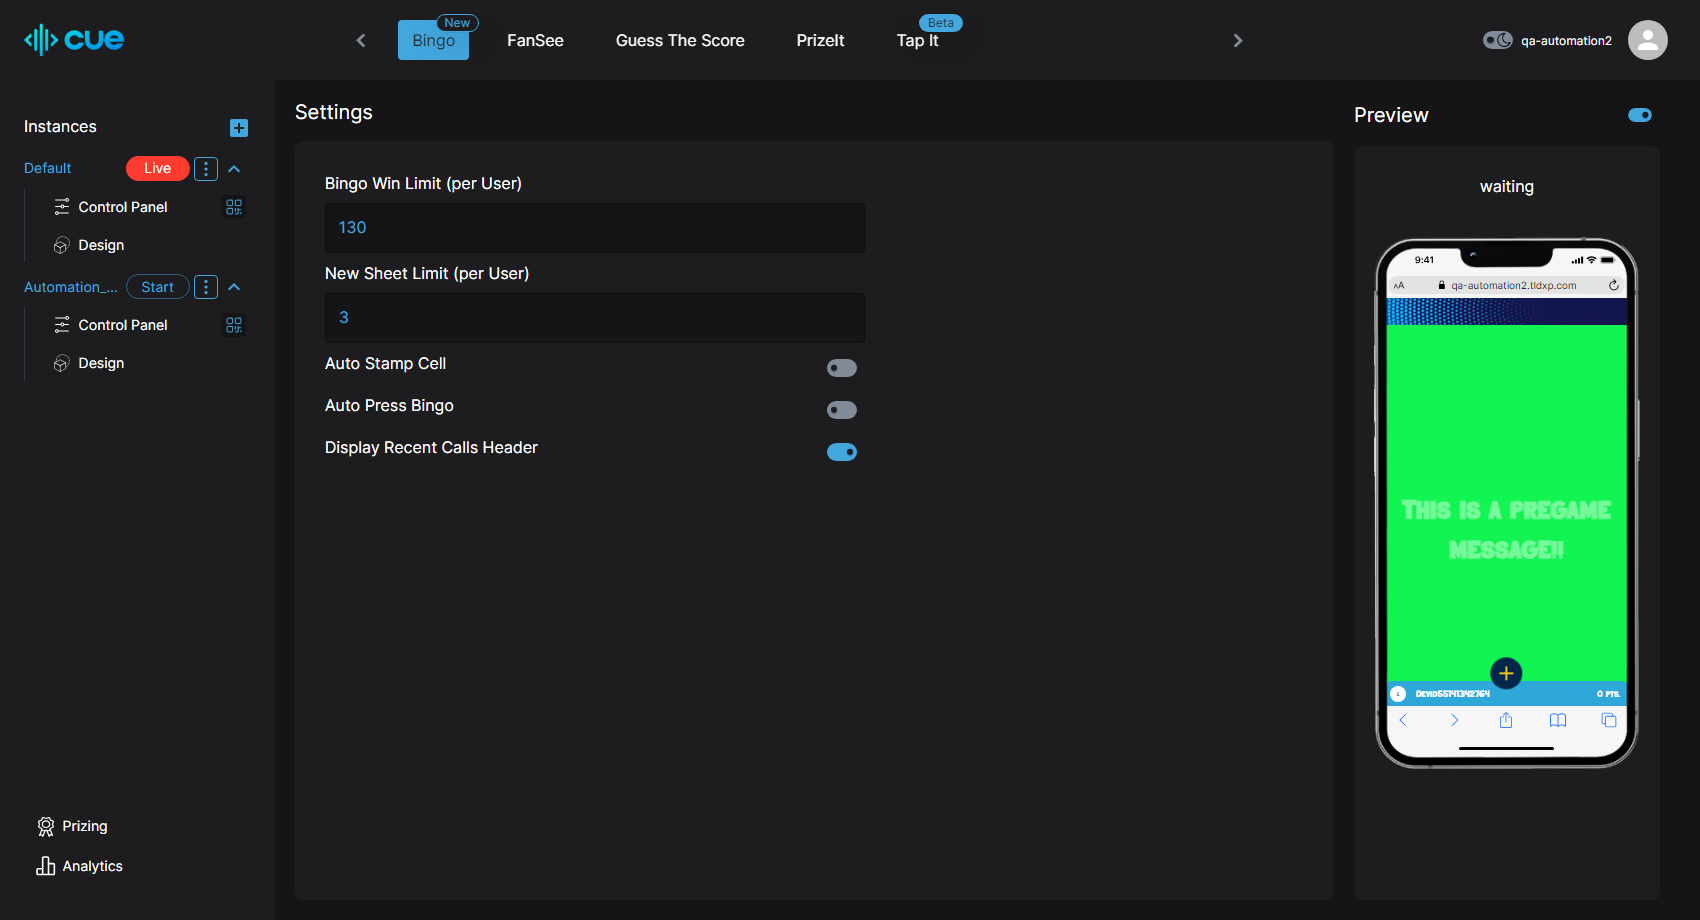 cue
New
Bingo
FanSee
Guess The Score
PrizeIt
Beta
Tap It
qa-automation2
Instances
Default
Live
Control Panel
Design
Automation_...
Start
Control Panel
Design
Prizing
Analytics
Settings
Bingo Win Limit (per User)
130
New Sheet Limit (per User)
3
Auto Stamp Cell
Auto Press Bingo
Display Recent Calls Header
Preview
waiting
9:41
AA
qa-automation2.tldxp.com
THIS IS A PREGAME
MESSAGE!!
DEVID55141342764
0 PTS.